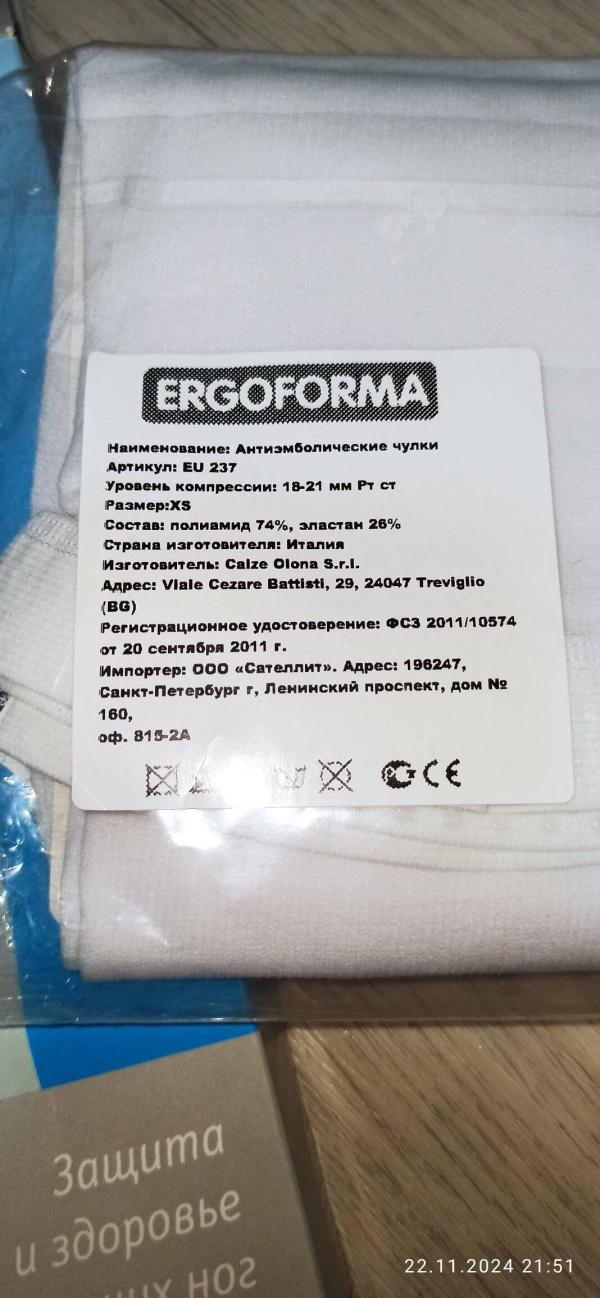 ERGOFORMA
Наименование: Антиэмболические чулки
Артикул: EU 237
Уровень компрессии: 18-21 мм Рт ст
Размер:XS
Состав: полиамид 74%, эластан 26%
Страна изготовителя: Италия
Изготовитель: Calze Olona S.r.l.
Адрес: Viale Cezare Battisti, 29, 24047 Treviglio
(BG)
Регистрационное удостоверение: ФСЗ 2011/10574
от 20 сентября 2011 г.
Импортер: ООО «Сателлит». Адрес: 196247,
Санкт-Петербург г, Ленинский проспект, дом №
160,
оф. 815-2А
CE
Защита
и здоровье
ног
22.11.2024 21:51